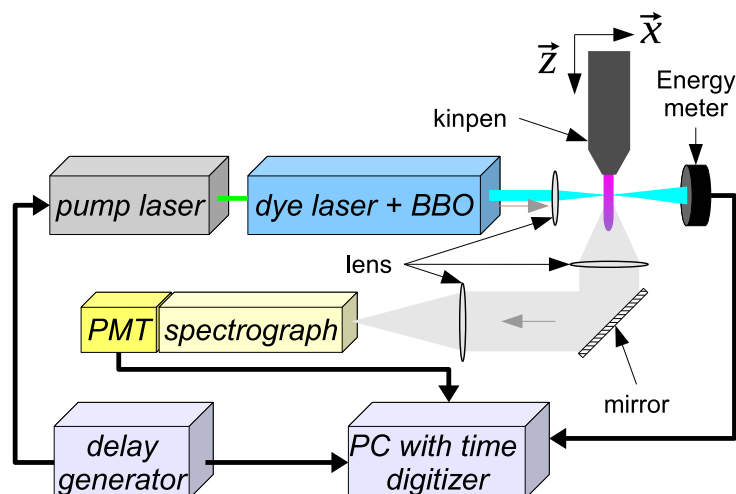 x
z
Energy
meter
kinpen
pump laser
dye laser + BBO
lens
PMT
spectrograph
mirror
delay
generator
PC with time
digitizer